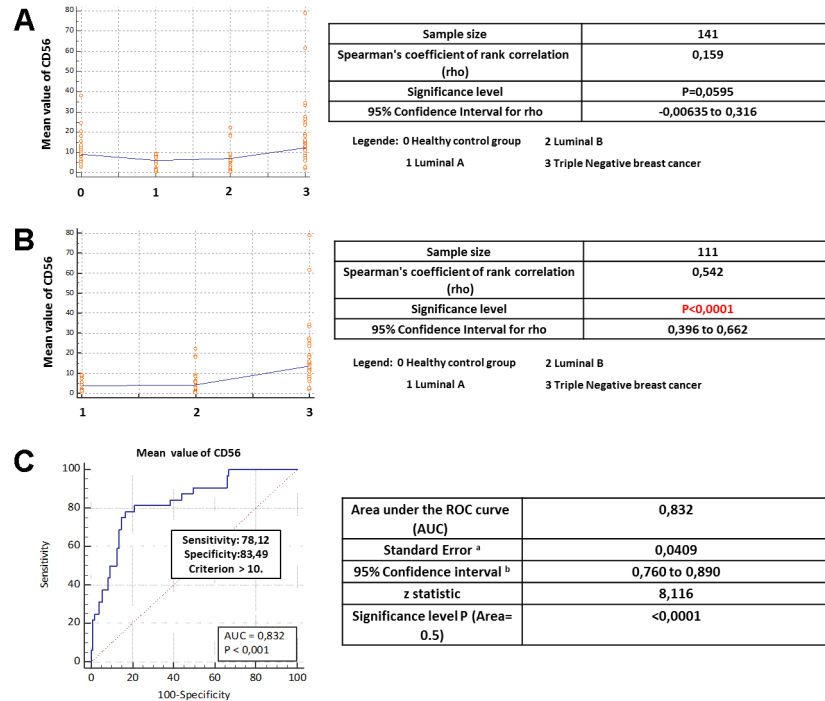 A
Mean value of CD56
80
70
60
50
40
30
20
10
0
0 1 2 3
Sample size 141
Spearman's coefficient of rank correlation (rho) 0,159
Significance level P=0,0595
95% Confidence Interval for rho -0,00635 to 0,316
Legende: 0 Healthy control group 2 Luminal B
1 Luminal A 3 Triple Negative breast cancer
B
Mean value of CD56
80
70
60
50
40
30
20
10
0
1 2 3
Sample size 111
Spearman's coefficient of rank correlation (rho) 0,542
Significance level P<0,0001
95% Confidence Interval for rho 0,396 to 0,662
Legend: 0 Healthy control group 2 Luminal B
1 Luminal A 3 Triple Negative breast cancer
C
Mean value of CD56
Sensitivity
100
80
60
40
20
0
Sensitivity:78,12
Specificity:83,49
Criterion > 10.
AUC = 0,832
P < 0,001
0 20 40 60 80 100
100-Specificity
Area under the ROC curve (AUC) 0,832
Standard Error a 0,0409
95% Confidence interval b 0,760 to 0,890
z statistic 8,116
Significance level P (Area= 0.5) <0,0001